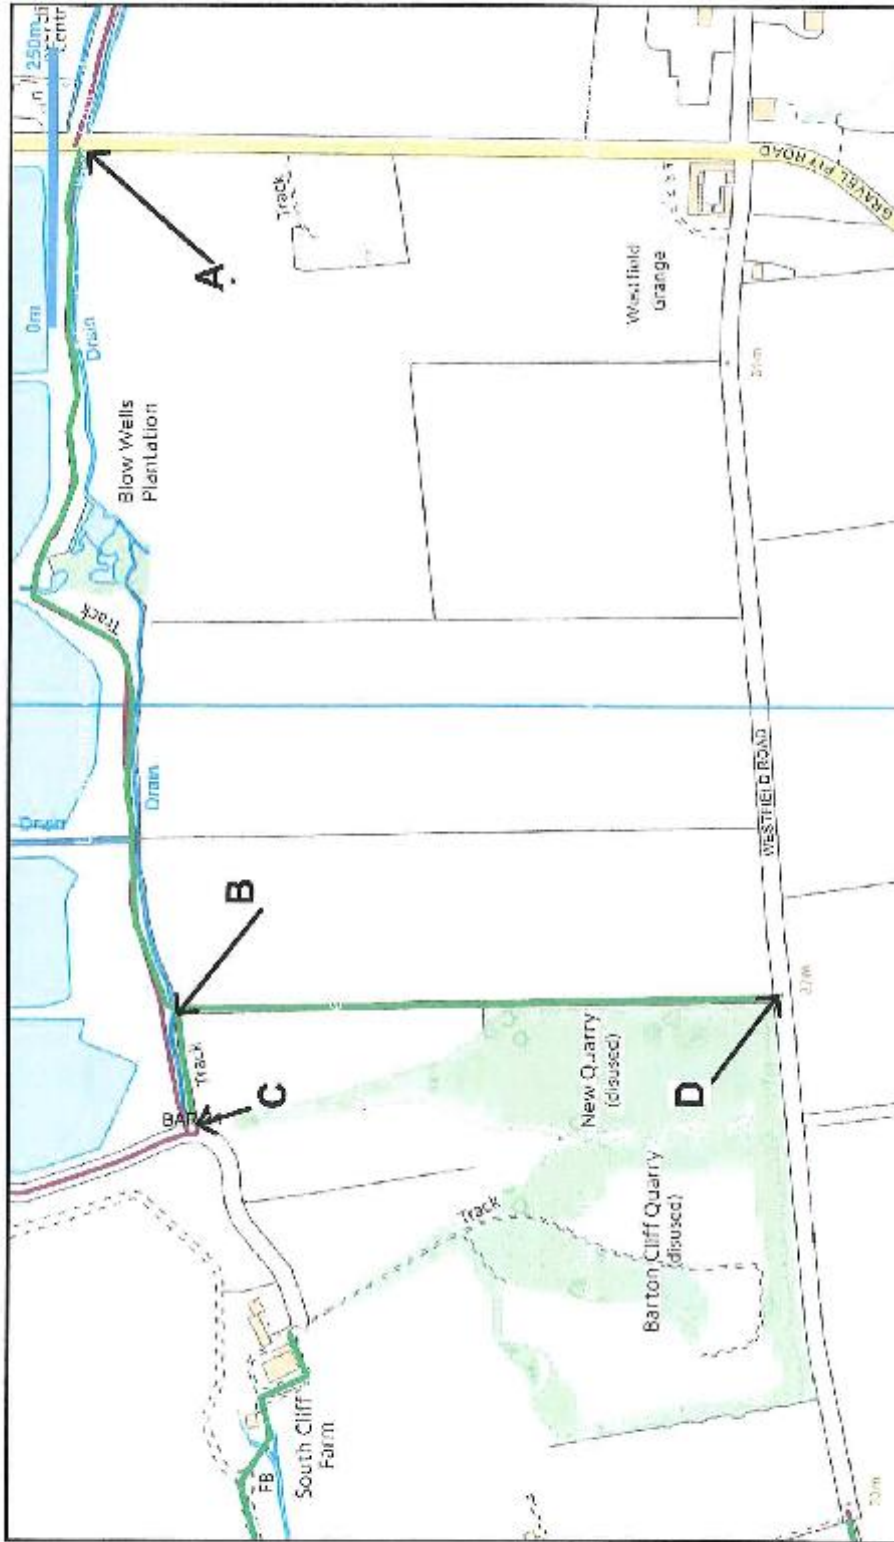 250m
0m
Drain
A.
Track
Blow Wells
Plantation
Westfield
Grange
GRAVEL PIT ROAD
Track
Drain
Drain
WESTFIELD ROAD
B
Track
BAR
C
D
New Quarry
(disused)
Barton Cliff Quarry
(disused)
Track
South Cliff
Farm
FB